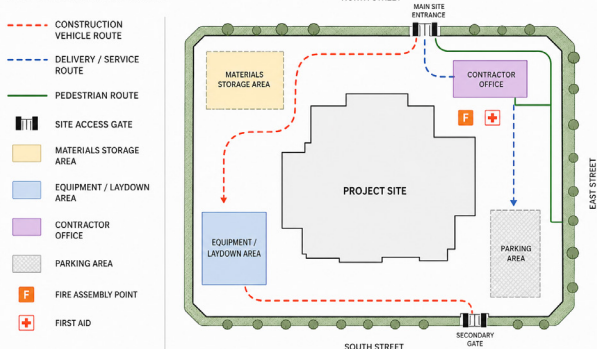 CONSTRUCTION
VEHICLE ROUTE
DELIVERY / SERVICE
ROUTE
PEDESTRIAN ROUTE
SITE ACCESS GATE
MATERIALS STORAGE
AREA
EQUIPMENT / LAYDOWN
AREA
CONTRACTOR
OFFICE
PARKING AREA
F
FIRE ASSEMBLY POINT
FIRST AID
MAIN SITE
ENTRANCE
MATERIALS
STORAGE AREA
CONTRACTOR
OFFICE
F
PROJECT SITE
EQUIPMENT /
LAYDOWN AREA
PARKING
AREA
EAST STREET
SECONDARY
GATE
SOUTH STREET